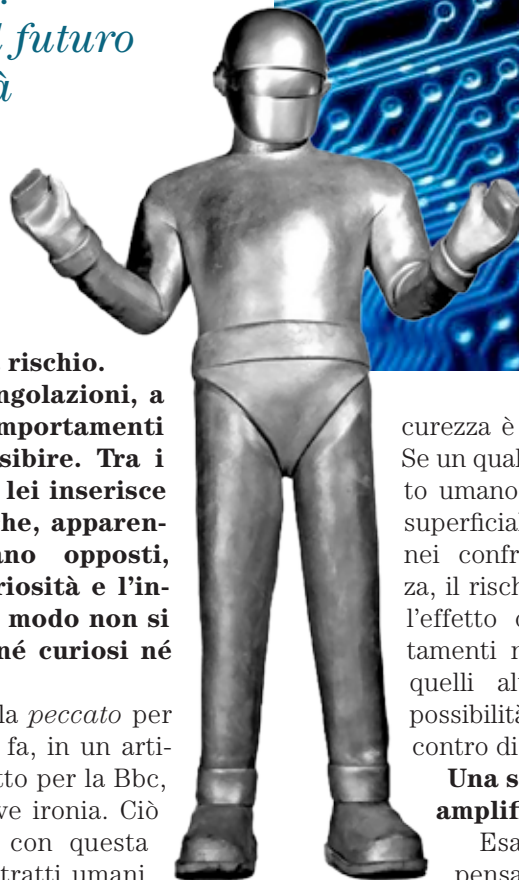 futuro
à
rischio.
ngolazioni, a
mportamenti
sibire. Tra i
lei inserisce
he, apparen-
ano opposti,
riosità e l'in-
modo non si
né curiosi né
la peccato per
fa, in un arti-
tto per la Bbc,
ve ironia. Ciò
con questa
tratti umani
curezza è
Se un qual
to umano
superficial
nei confr
za, il risch
l'effetto
tamenti
quelli al
possibilità
contro di
Una s
amplif
Esa
pensa